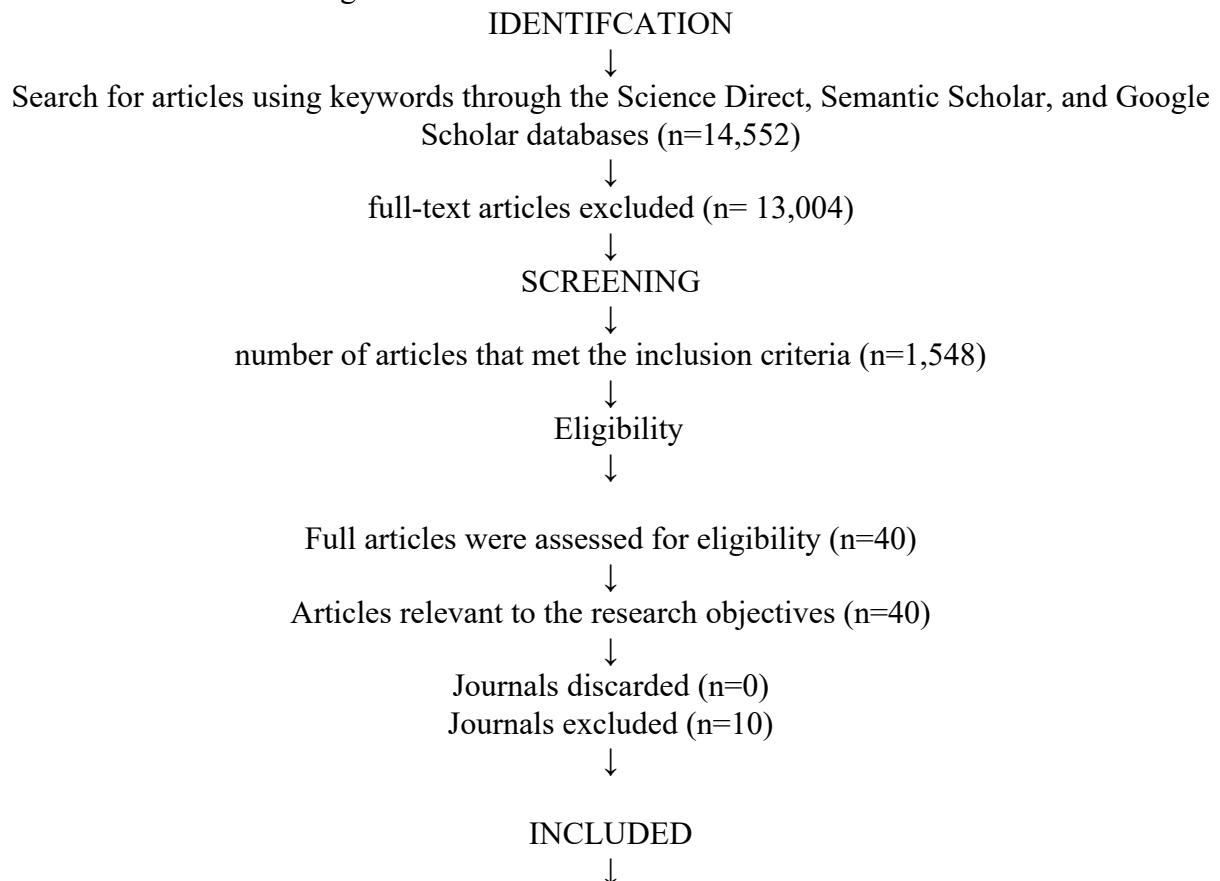 IDENTIFCATION
↓
Search for articles using keywords through the Science Direct, Semantic Scholar, and Google
Scholar databases (n=14,552)
↓
full-text articles excluded (n= 13,004)
↓
SCREENING
↓
number of articles that met the inclusion criteria (n=1,548)
↓
Eligibility
↓
Full articles were assessed for eligibility (n=40)
↓
Articles relevant to the research objectives (n=40)
↓
Journals discarded (n=0)
Journals excluded (n=10)
↓
INCLUDED
↓